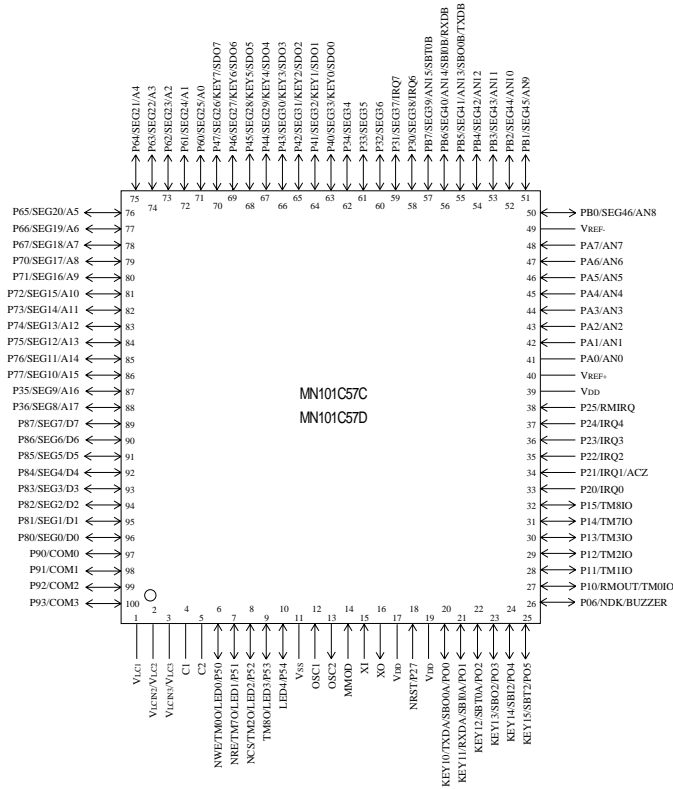 P64/SEG21/A4
P63/SEG22/A3
P62/SEG23/A2
P61/SEG24/A1
P60/SEG25/A0
P47/SEG26/KEY7/SDO7
P46/SEG27/KEY6/SDO6
P45/SEG28/KEY5/SDO5
P44/SEG29/KEY4/SDO4
P43/SEG30/KEY3/SDO3
P42/SEG31/KEY2/SDO2
P41/SEG32/KEY1/SDO1
P40/SEG33/KEY0/SDO0
P34/SEG34
P33/SEG35
P32/SEG36
P31/SEG37/IRQ7
P30/SEG38/IRQ6
PB7/SEG39/AN15/SBT0B
PB6/SEG40/AN14/SBI0B/RXDB
PB5/SEG41/AN13/SBO0B/TXDB
PB4/SEG42/AN12
PB3/SEG43/AN11
PB2/SEG44/AN10
PB1/SEG45/AN9
75 74 73 72 71 70 69 68 67 66 65 64 63 62 61 60 59 58 57 56 55 54 53 52 51
P65/SEG20/A5 76
P66/SEG19/A6 77
P67/SEG18/A7 78
P70/SEG17/A8 79
P71/SEG16/A9 80
P72/SEG15/A10 81
P73/SEG14/A11 82
P74/SEG13/A12 83
P75/SEG12/A13 84
P76/SEG11/A14 85
P77/SEG10/A15 86
P35/SEG9/A16 87
P36/SEG8/A17 88
P87/SEG7/D7 89
P86/SEG6/D6 90
P85/SEG5/D5 91
P84/SEG4/D4 92
P83/SEG3/D3 93
P82/SEG2/D2 94
P81/SEG1/D1 95
P80/SEG0/D0 96
P90/COM0 97
P91/COM1 98
P92/COM2 99
P93/COM3 100
MN101C57C
MN101C57D
50 PB0/SEG46/AN8
49 VREF-
48 PA7/AN7
47 PA6/AN6
46 PA5/AN5
45 PA4/AN4
44 PA3/AN3
43 PA2/AN2
42 PA1/AN1
41 PA0/AN0
40 VREF+
39 VDD
38 P25/RMIRQ
37 P24/IRQ4
36 P23/IRQ3
35 P22/IRQ2
34 P21/IRQ1/ACZ
33 P20/IRQ0
32 P15/TM8IO
31 P14/TM7IO
30 P13/TM3IO
29 P12/TM2IO
28 P11/TM1IO
27 P10/RMOUT/TM0IO
26 P06/NDK/BUZZER
1 2 3 4 5 6 7 8 9 10 11 12 13 14 15 16 17 18 19 20 21 22 23 24 25
VLC1
VLCIN2/VLC2
VLCIN3/VLC3
C1
C2
NWE/TM0O/LED0/P50
NRE/TM7O/LED1/P51
NCS/TM2O/LED2/P52
TM8O/LED3/P53
LED4/P54
VSS
OSC1
OSC2
MMOD
XI
XO
VDD
NRST/P27
VDD
KEY10/TXDA/SBO0A/PO0
KEY11/RXDA/SBI0A/PO1
KEY12/SBT0A/PO2
KEY13/SBO2/PO3
KEY14/SBI2/PO4
KEY15/SBT2/PO5